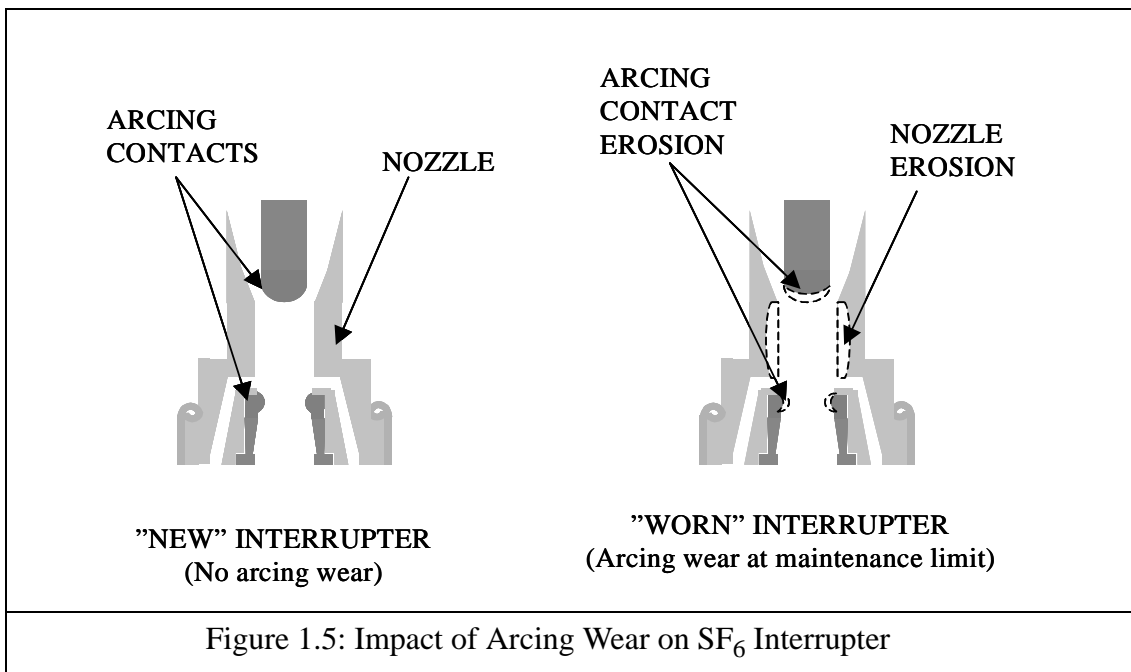 ARCING
CONTACTS
NOZZLE
ARCING
CONTACT
EROSION
NOZZLE
EROSION
”NEW” INTERRUPTER
(No arcing wear)
”WORN” INTERRUPTER
(Arcing wear at maintenance limit)
Figure 1.5: Impact of Arcing Wear on SF6 Interrupter